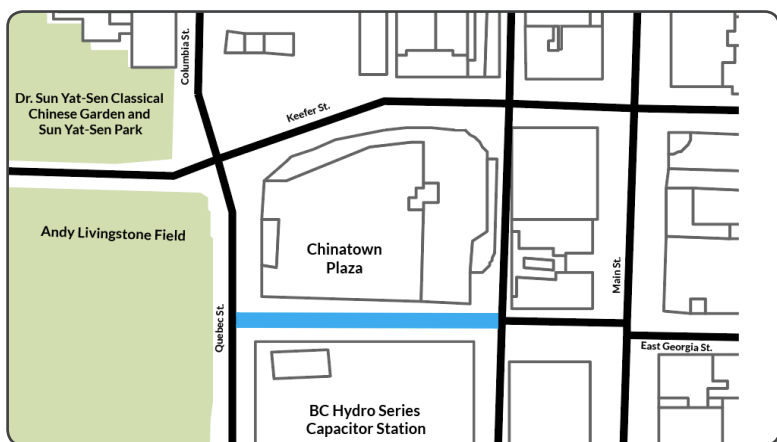 Columbia St.
Dr. Sun Yat-Sen Classical
Chinese Garden and
Sun Yat-Sen Park
Keefer St.
Andy Livingstone Field
Chinatown
Plaza
Main St.
Quebec St.
East Georgia St.
BC Hydro Series
Capacitor Station